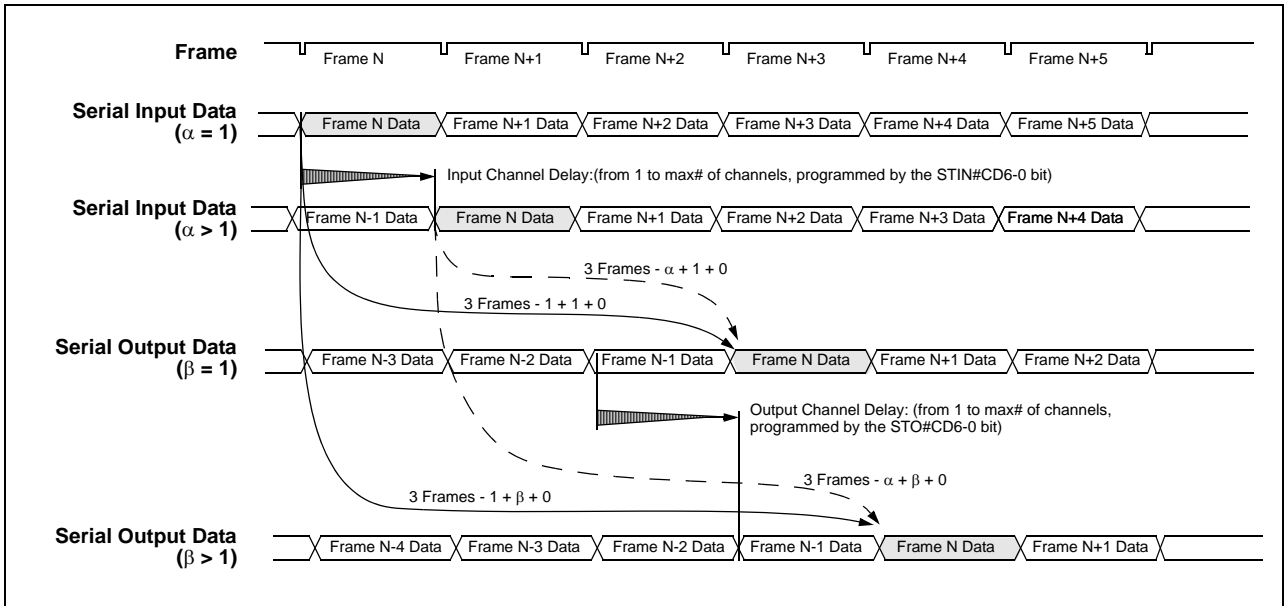 Frame
Frame N Frame N+1 Frame N+2 Frame N+3 Frame N+4 Frame N+5
Serial Input Data
(α = 1)
Frame N Data Frame N+1 Data Frame N+2 Data Frame N+3 Data Frame N+4 Data Frame N+5 Data
Input Channel Delay:(from 1 to max# of channels, programmed by the STIN#CD6-0 bit)
Serial Input Data
(α > 1)
Frame N-1 Data Frame N Data Frame N+1 Data Frame N+2 Data Frame N+3 Data Frame N+4 Data
3 Frames - α + 1 + 0
3 Frames - 1 + 1 + 0
Serial Output Data
(β = 1)
Frame N-3 Data Frame N-2 Data Frame N-1 Data Frame N Data Frame N+1 Data Frame N+2 Data
Output Channel Delay: (from 1 to max# of channels,
programmed by the STO#CD6-0 bit)
3 Frames - α + β + 0
3 Frames - 1 + β + 0
Serial Output Data
(β > 1)
Frame N-4 Data Frame N-3 Data Frame N-2 Data Frame N-1 Data Frame N Data Frame N+1 Data